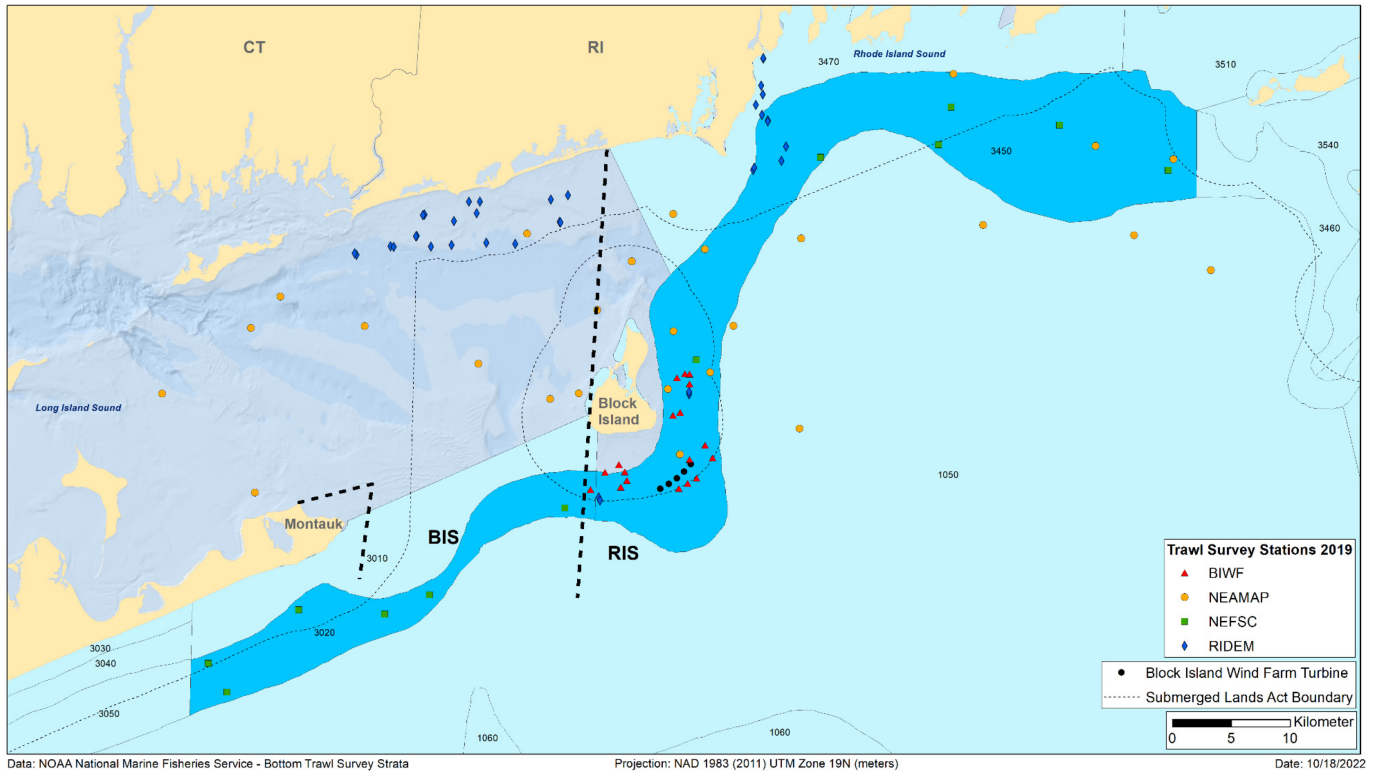 CT
RI
Rhode Island Sound
3470
3510
3540
3450
3460
Long Island Sound
Block
Island
1050
Montauk
BIS
RIS
3010
3020
3030
3040
3050
1060
1060
Trawl Survey Stations 2019
BIWF
NEAMAP
NEFSC
RIDEM
Block Island Wind Farm Turbine
Submerged Lands Act Boundary
Kilometer
0 5 10
Data: NOAA National Marine Fisheries Service - Bottom Trawl Survey Strata
Projection: NAD 1983 (2011) UTM Zone 19N (meters)
Date: 10/18/2022